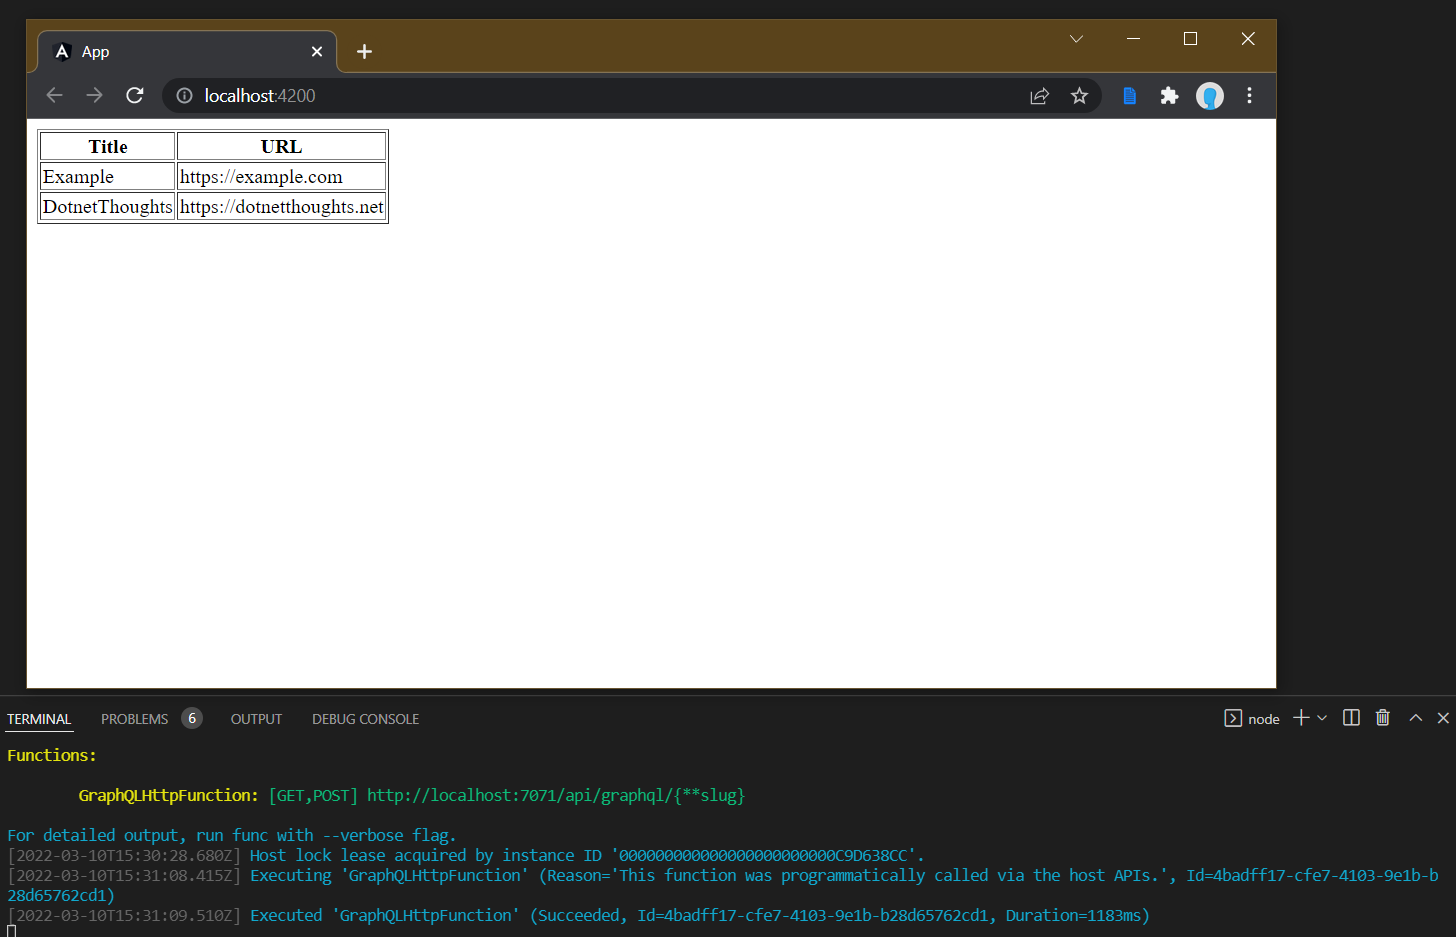 App
localhost:4200
Title URL
Example https://example.com
DotnetThoughts https://dotnetthoughts.net
TERMINAL PROBLEMS 6 OUTPUT DEBUG CONSOLE node
Functions:
GraphQLHttpFunction: [GET,POST] http://localhost:7071/api/graphql/{**slug}
For detailed output, run func with --verbose flag.
[2022-03-10T15:30:28.680Z] Host lock lease acquired by instance ID '000000000000000000000000C9D638CC'.
[2022-03-10T15:31:08.415Z] Executing 'GraphQLHttpFunction' (Reason='This function was programmatically called via the host APIs.', Id=4badff17-cfe7-4103-9e1b-b
28d65762cd1)
[2022-03-10T15:31:09.510Z] Executed 'GraphQLHttpFunction' (Succeeded, Id=4badff17-cfe7-4103-9e1b-b28d65762cd1, Duration=1183ms)